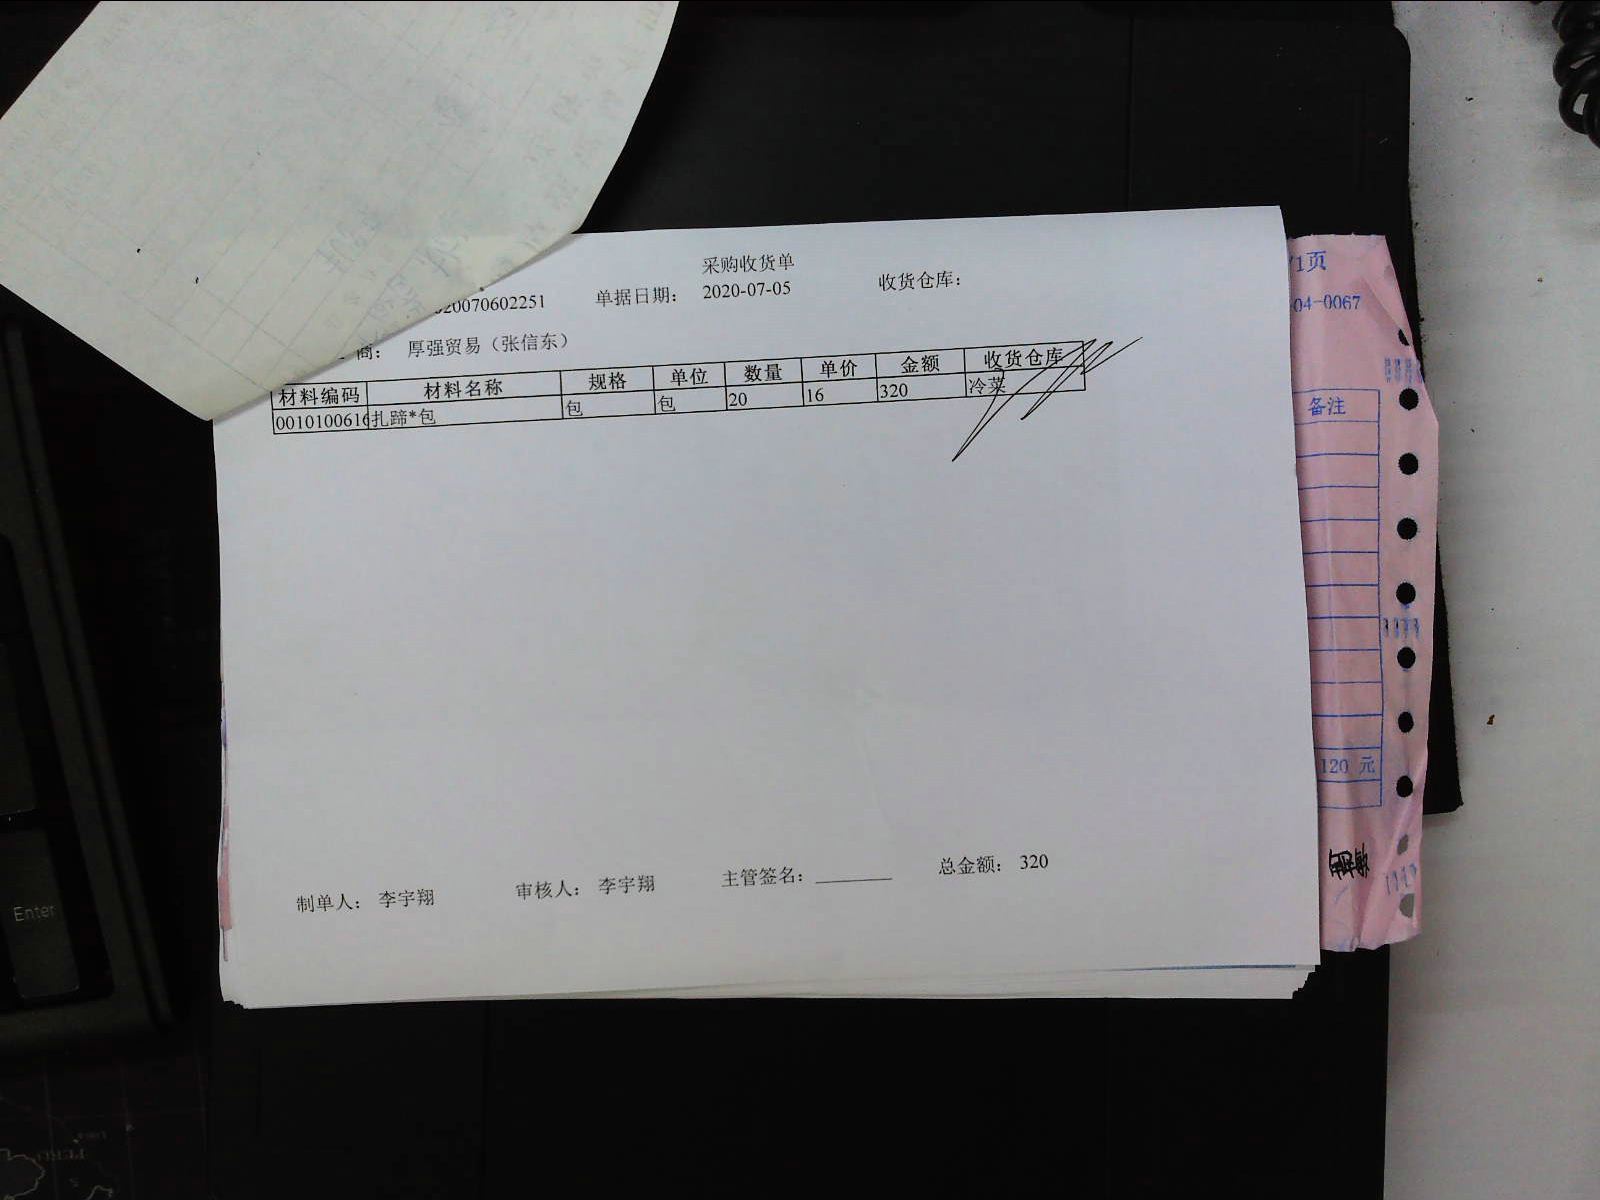 采购收货单
20070602251 单据日期: 2020-07-05 收货仓库:
商: 厚强贸易（张信东）
材料编码 材料名称 规格 单位 数量 单价 金额 收货仓库
0010100616 扎蹄*包 包 包 20 16 320 冷菜
制单人: 李宇翔 审核人: 李宇翔 主管签名: 总金额: 320
/1页
04-0067
备注
120 元
Enter